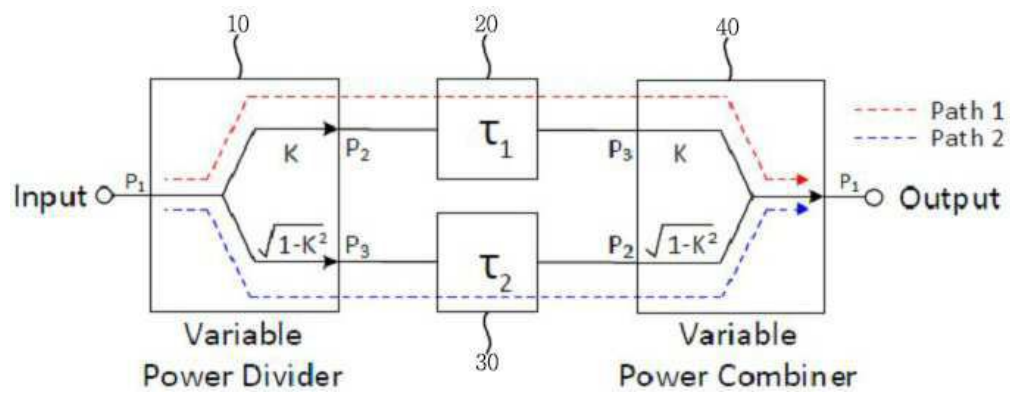 10
20
40
Path 1
Path 2
K
P₂
τ₁
P₃
K
Input
P₁
P₁
Output
√1-K²
P₃
τ₂
P₂
√1-K²
30
Variable
Power Divider
Variable
Power Combiner